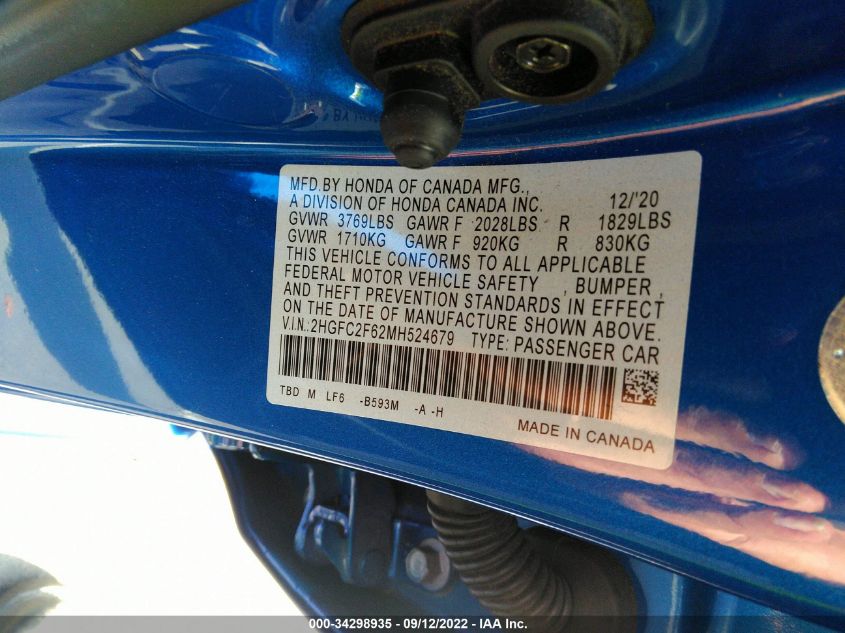 MFD.BY HONDA OF CANADA MFG.,
A DIVISION OF HONDA CANADA INC. 12/'20
GVWR 3769LBS GAWR F 2028LBS R 1829LBS
GVWR 1710KG GAWR F 920KG R 830KG
THIS VEHICLE CONFORMS TO ALL APPLICABLE
FEDERAL MOTOR VEHICLE SAFETY , BUMPER ,
AND THEFT PREVENTION STANDARDS IN EFFECT
ON THE DATE OF MANUFACTURE SHOWN ABOVE.
V.I.N.:2HGFC2F62MH524679 TYPE: PASSENGER CAR
TBD M LF6 -B593M -A -H
MADE IN CANADA
000-34298935 - 09/12/2022 - IAA Inc.